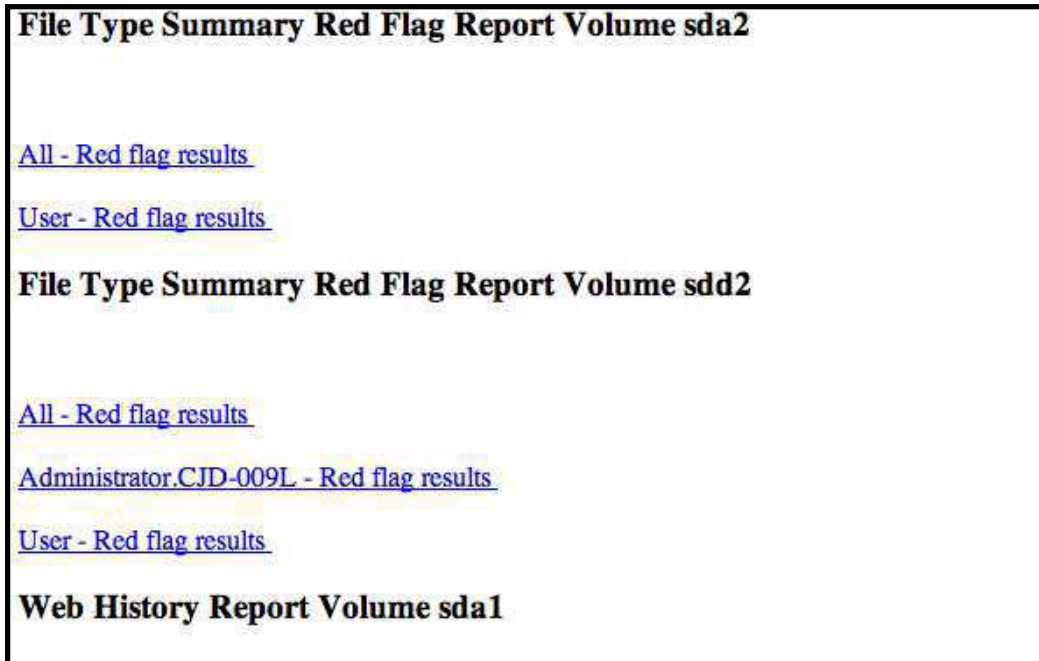 File Type Summary Red Flag Report Volume sda2
All - Red flag results
User - Red flag results
File Type Summary Red Flag Report Volume sdd2
All - Red flag results
Administrator.CJD-009L - Red flag results
User - Red flag results
Web History Report Volume sda1